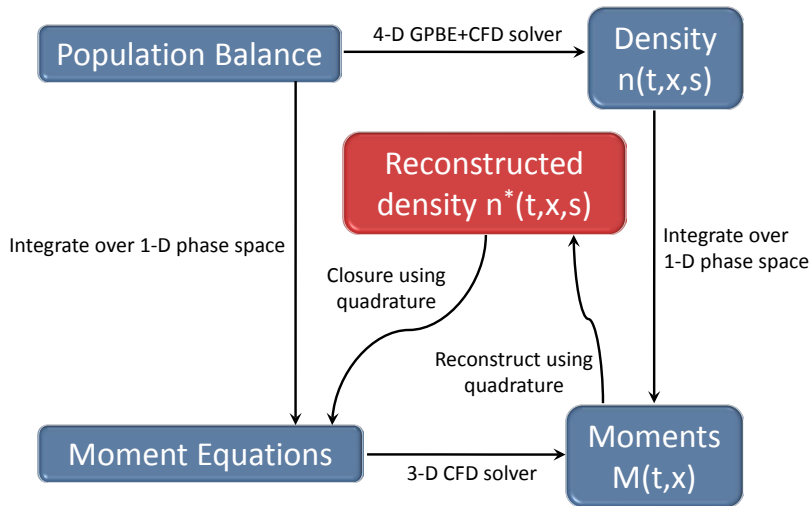 Population Balance
4-D GPBE+CFD solver
Density
n(t,x,s)
Reconstructed
density n*(t,x,s)
Integrate over 1-D phase space
Integrate over
1-D phase space
Closure using
quadrature
Reconstruct using
quadrature
Moment Equations
3-D CFD solver
Moments
M(t,x)